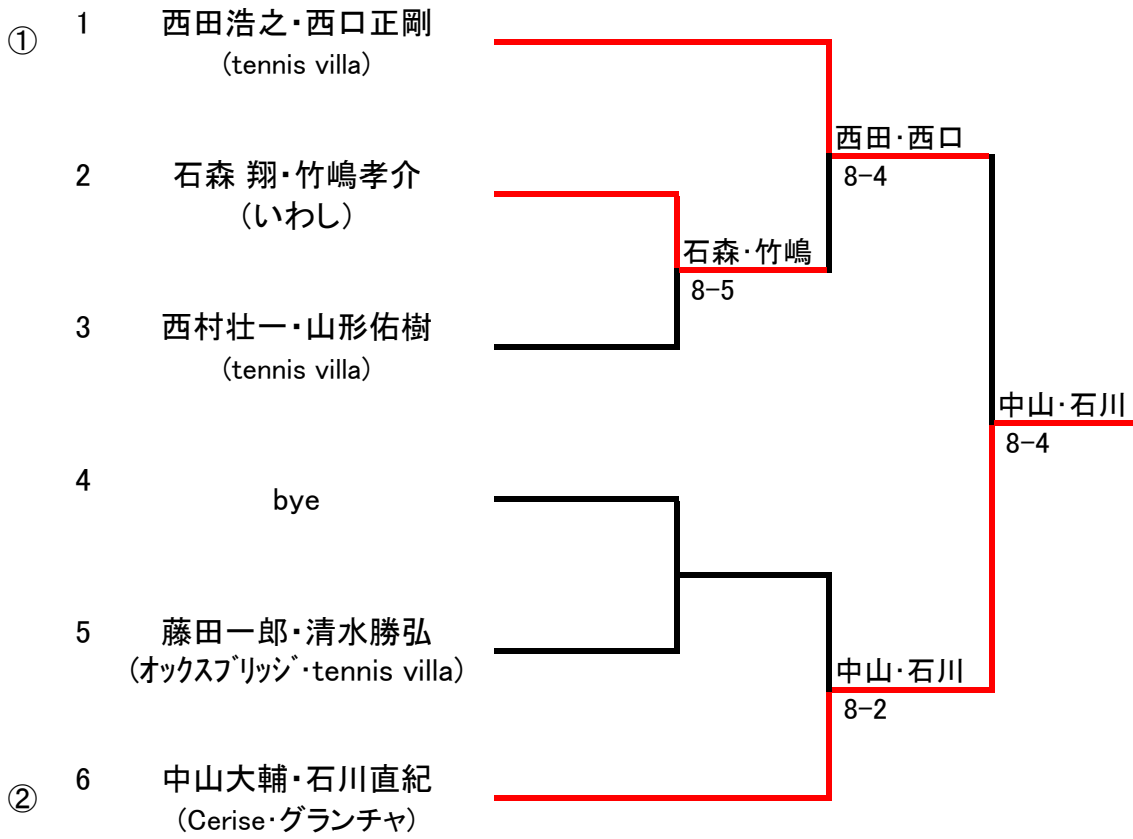 ① 1 西田浩之・西口正剛
(tennis villa)
西田・西口
8-4
2 石森 翔・竹嶋孝介
(いわし)
石森・竹嶋
8-5
3 西村壮一・山形佑樹
(tennis villa)
中山・石川
8-4
4 bye
5 藤田一郎・清水勝弘
(ｵｯｸｽﾌﾞﾘｯｼﾞ・tennis villa)
中山・石川
8-2
② 6 中山大輔・石川直紀
(Cerise・グランチャ)